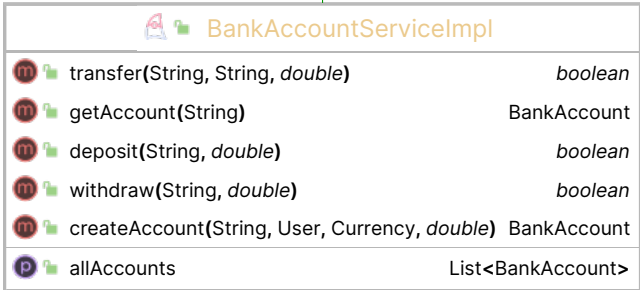 BankAccountServiceImpl
m transfer(String, String, double) boolean
m getAccount(String) BankAccount
m deposit(String, double) boolean
m withdraw(String, double) boolean
m createAccount(String, User, Currency, double) BankAccount
p allAccounts List<BankAccount>